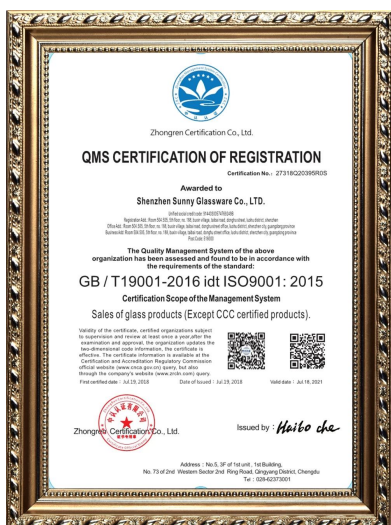 Zhongren Certification Co., Ltd.
QMS CERTIFICATION OF REGISTRATION
Certification No.: 27318Q20395R0S
Awarded to
Shenzhen Sunny Glassware Co., LTD.
The Quality Management System of the above
organization has been assessed and found to be in accordance with
the requirements of the standard:
GB / T19001-2016 idt ISO9001: 2015
Certification Scope of the Management System
Sales of glass products (Except CCC certified products).
Validity of the certificate: certified organizations subject
to supervision and review at least once a year after the
examination and approval, the organization updates the
two-dimensional code information, the certificate is
effective. The certificate information is available at the
Certification and Accreditation Regulatory Commission
official website (www.cnca.gov.cn) query, but also
through the company's website (www.zrcln.com) query.
First certified date : Jul.19, 2018 Date of Issued : Jul.19, 2018 Valid date : Jul.18, 2021
Zhongren Certification Co., Ltd.
Issued by : Haibo che
Address : No.5, 3F of 1st unit , 1st Building,
No. 73 of 2nd Western Sector 2nd Ring Road, Qingyang District, Chengdu
Tel : 028-62373001